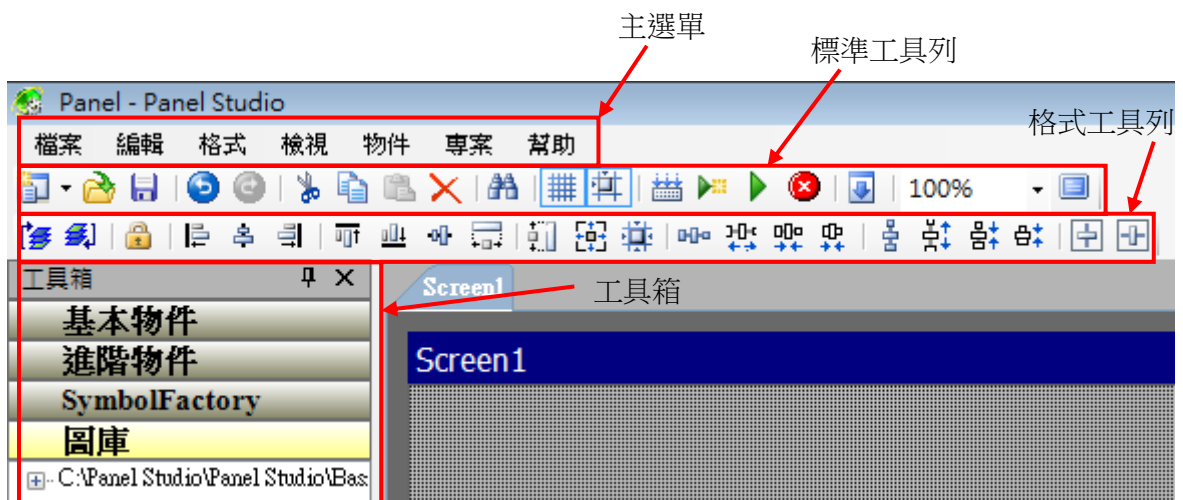 主選單
標準工具列
Panel - Panel Studio
格式工具列
檔案 編輯 格式 檢視 物件 專案 幫助
100%
工具箱
Screen1
工具箱
基本物件
進階物件
Screen1
SymbolFactory
圖庫
C:\Panel Studio\Panel Studio\Bas